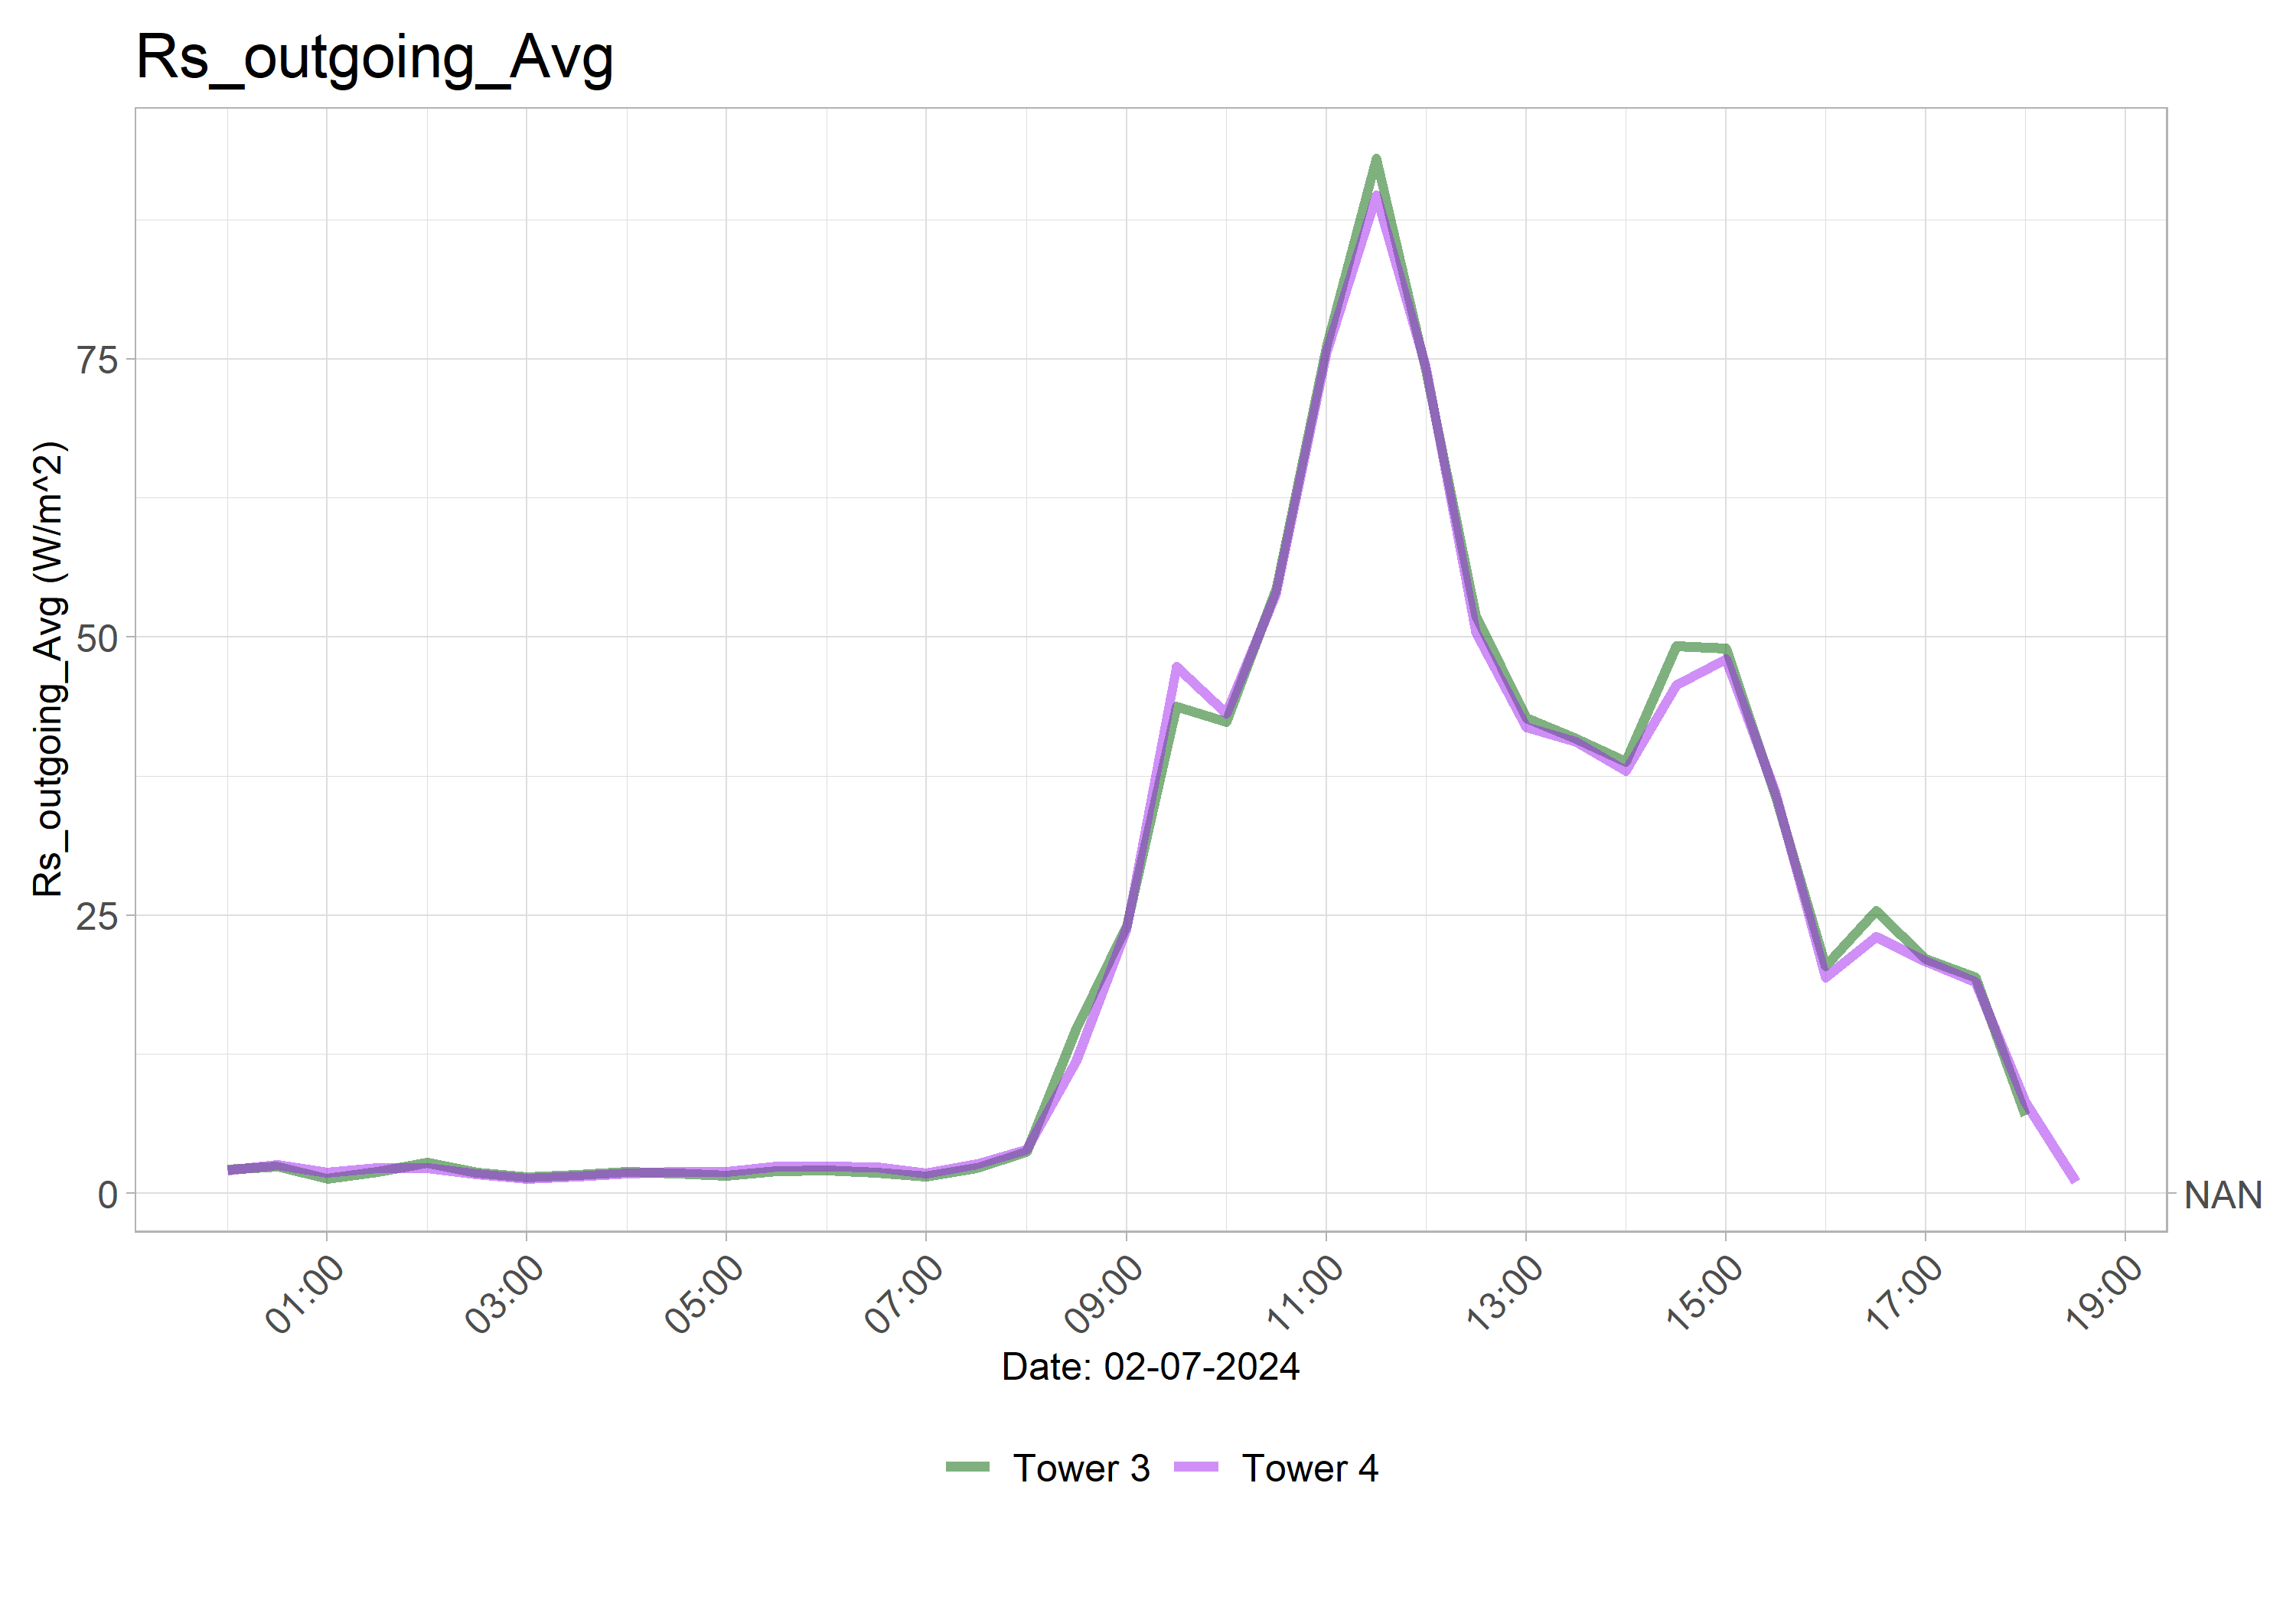 Rs_outgoing_Avg
Rs_outgoing_Avg (W/m^2)
75
50
25
0
NAN
01:00
03:00
05:00
07:00
09:00
11:00
13:00
15:00
17:00
19:00
Date: 02-07-2024
Tower 3
Tower 4